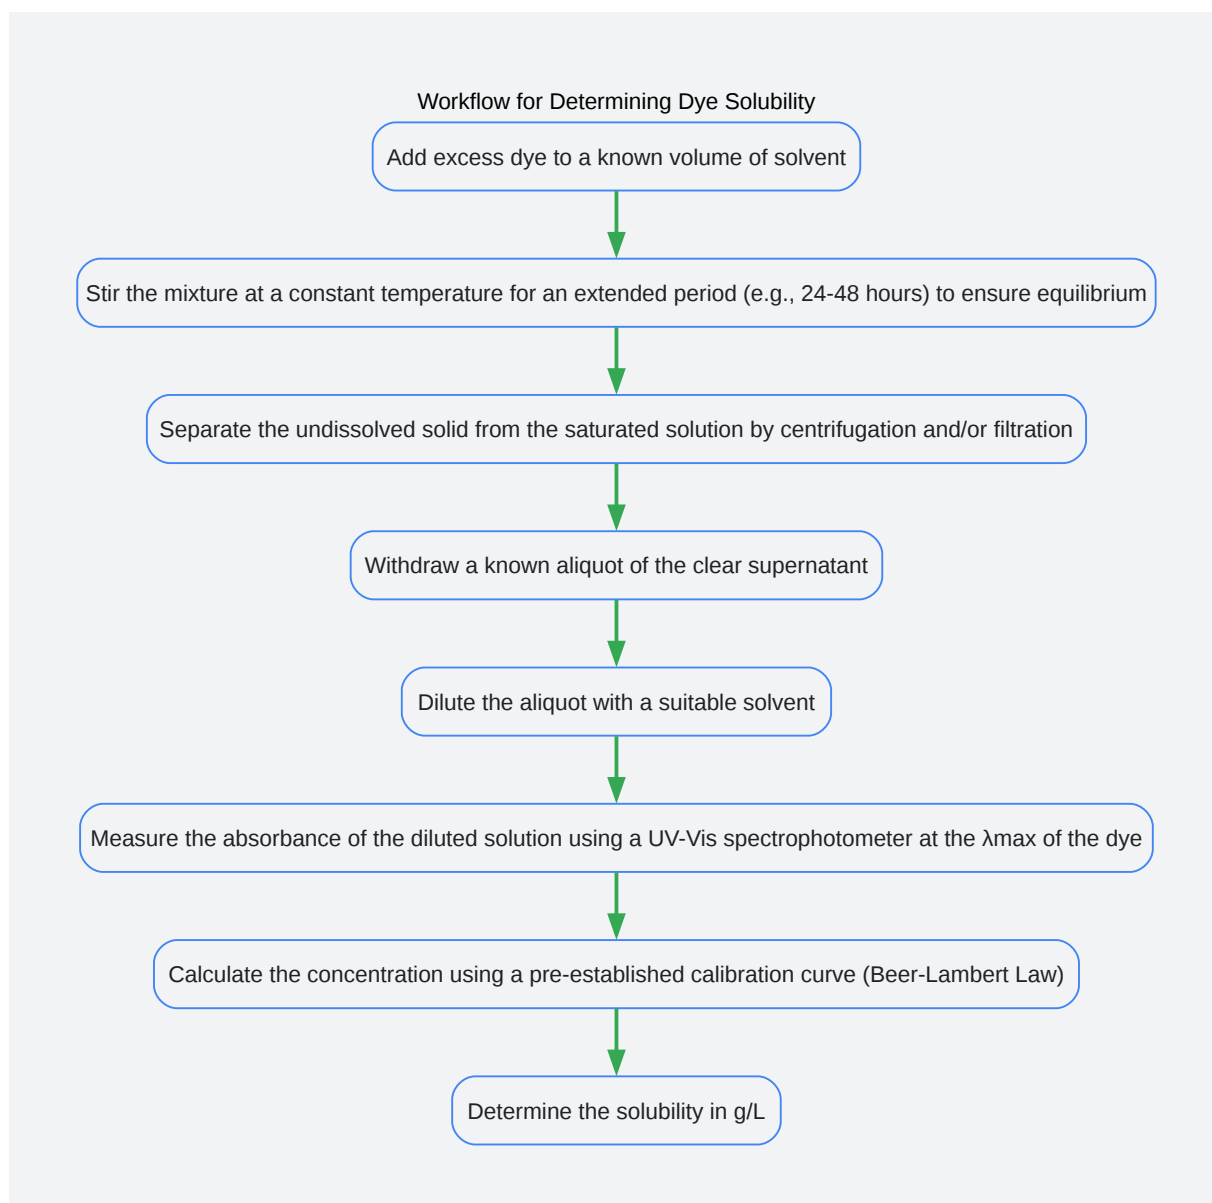 Workflow for Determining Dye Solubility
Add excess dye to a known volume of solvent
Stir the mixture at a constant temperature for an extended period (e.g., 24-48 hours) to ensure equilibrium
Separate the undissolved solid from the saturated solution by centrifugation and/or filtration
Withdraw a known aliquot of the clear supernatant
Dilute the aliquot with a suitable solvent
Measure the absorbance of the diluted solution using a UV-Vis spectrophotometer at the λmax of the dye
Calculate the concentration using a pre-established calibration curve (Beer-Lambert Law)
Determine the solubility in g/L